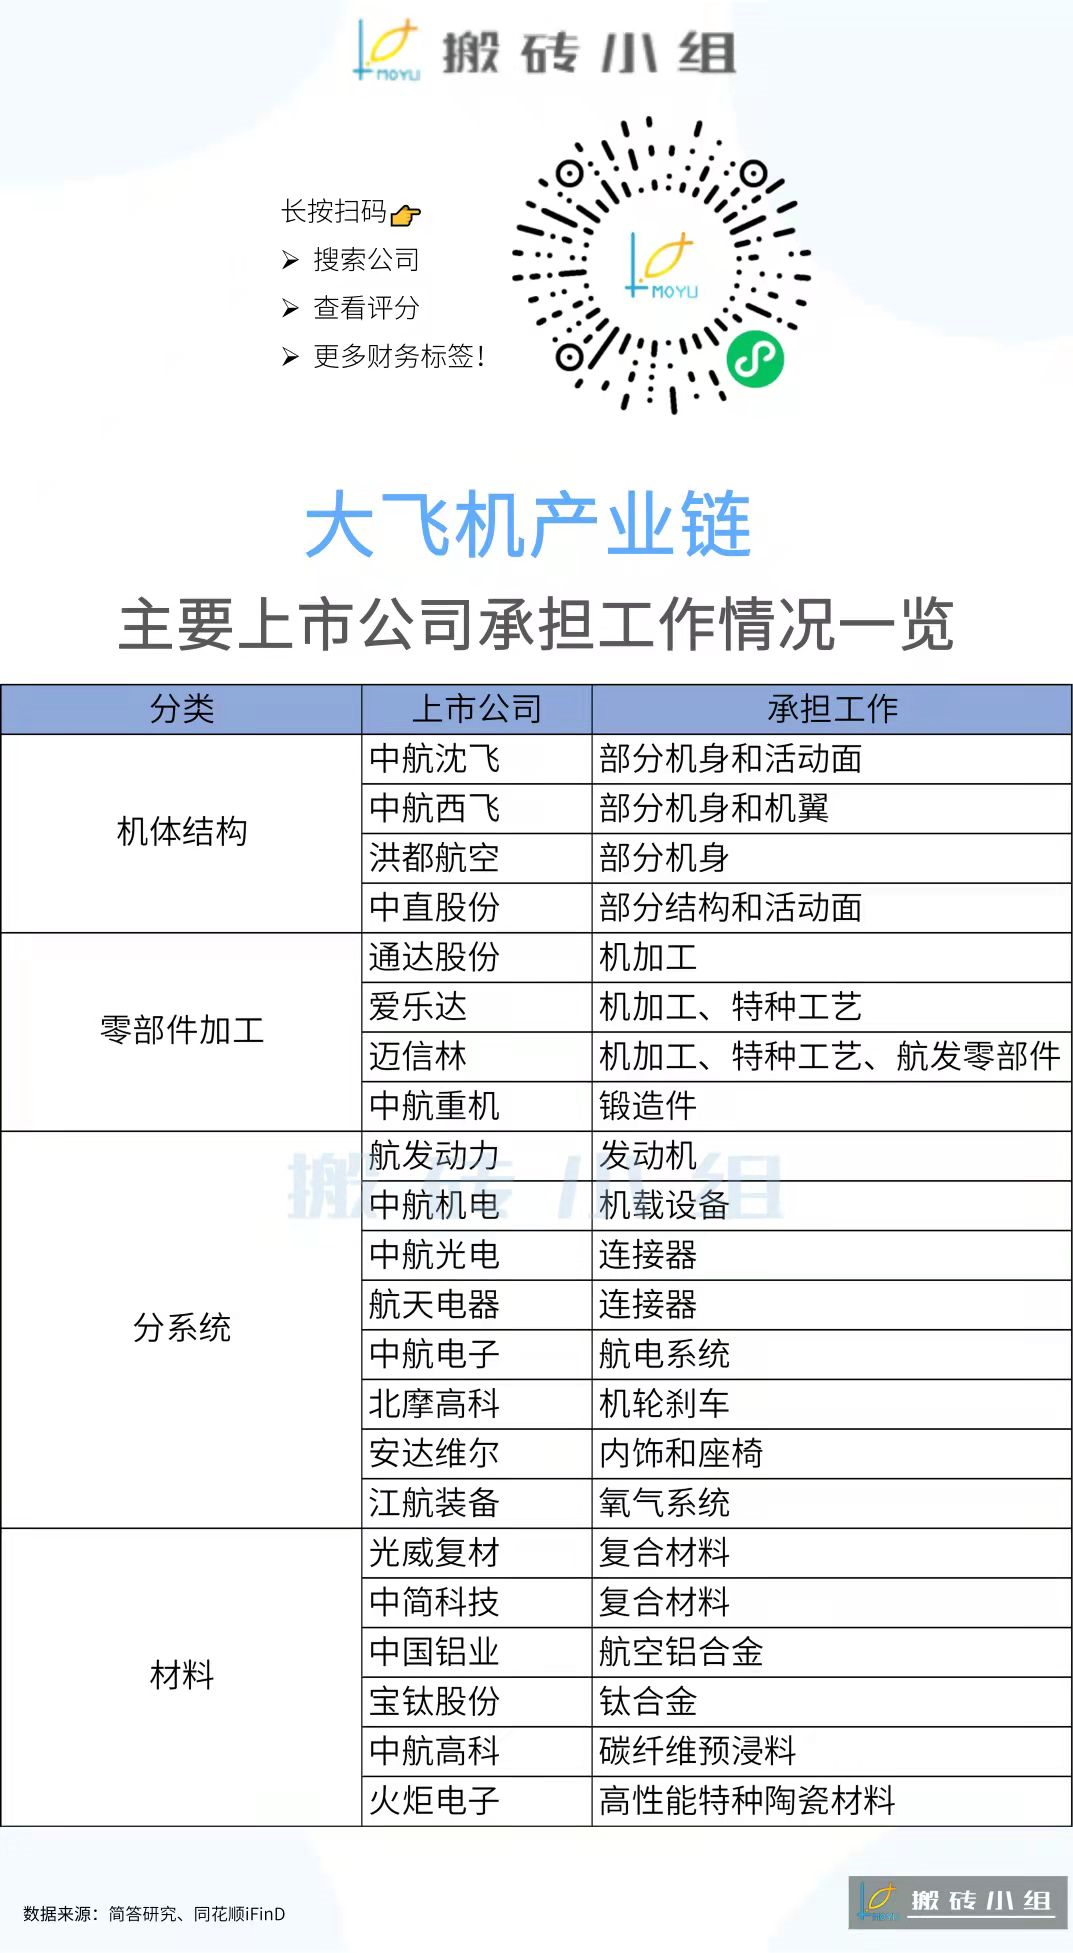 MOYU 搬砖小组
长按扫码👉
➢ 搜索公司
➢ 查看评分
➢ 更多财务标签!
MOYU
大飞机产业链
主要上市公司承担工作情况一览
分类 上市公司 承担工作
机体结构
中航沈飞 部分机身和活动面
中航西飞 部分机身和机翼
洪都航空 部分机身
中直股份 部分结构和活动面
零部件加工
通达股份 机加工
爱乐达 机加工、特种工艺
迈信林 机加工、特种工艺、航发零部件
中航重机 锻造件
分系统
航发动力 发动机
中航机电 机载设备
中航光电 连接器
航天电器 连接器
中航电子 航电系统
北摩高科 机轮刹车
安达维尔 内饰和座椅
江航装备 氧气系统
材料
光威复材 复合材料
中简科技 复合材料
中国铝业 航空铝合金
宝钛股份 钛合金
中航高科 碳纤维预浸料
火炬电子 高性能特种陶瓷材料
搬砖小组
数据来源：简答研究、同花顺iFinD
MOYU 搬砖小组